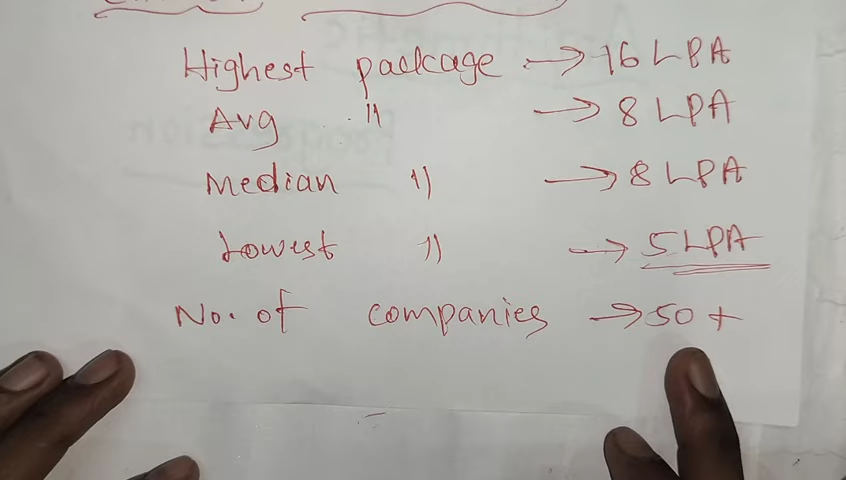 Highest package → 16 LPA
Avg " → 8 LPA
Median " → 8 LPA
Lowest " → 5 LPA
No. of companies → 50+